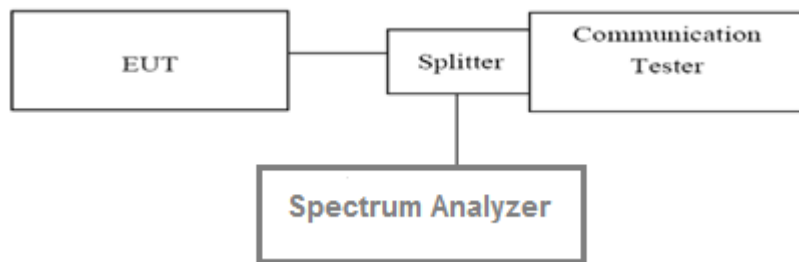 EUT
Splitter
Communication
Tester
Spectrum Analyzer